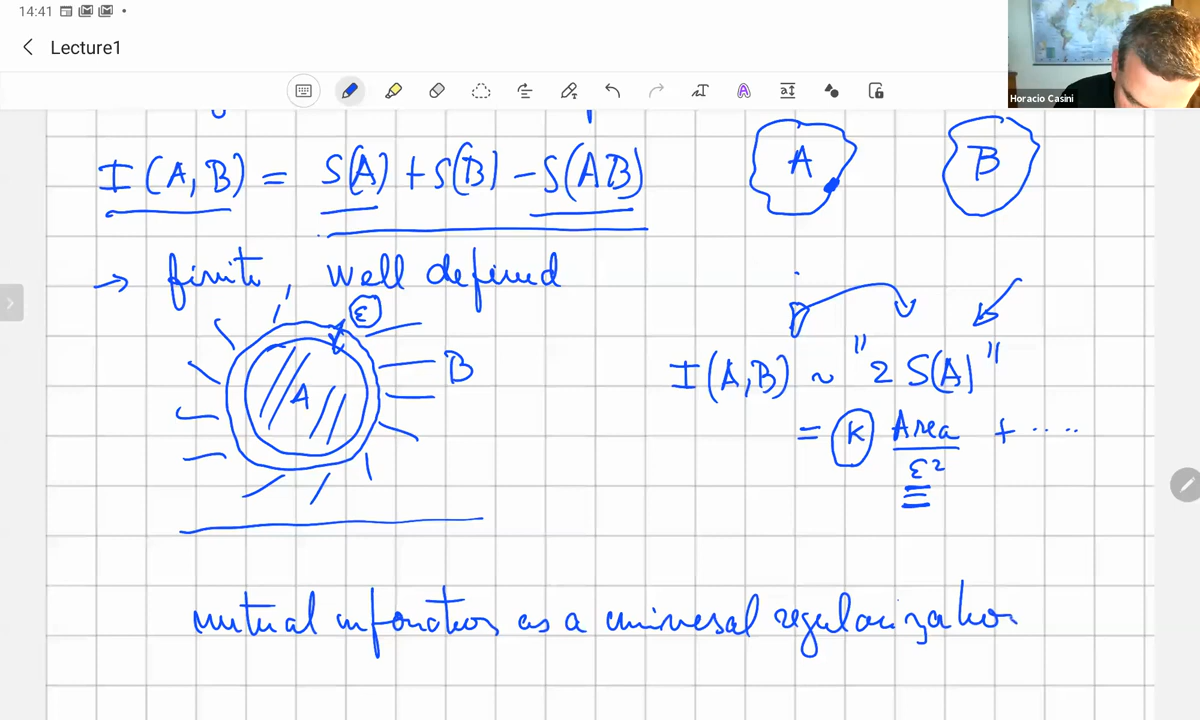 14:41
Lecture1
Horacio Casini
I (A, B) = S(A) + S(B) - S(AB)
A
B
→ finite, well defined
ε
A
B
I(A,B) ~ "2 S(A)"
= K Area/ε² + .....
mutual information as a universal regularization